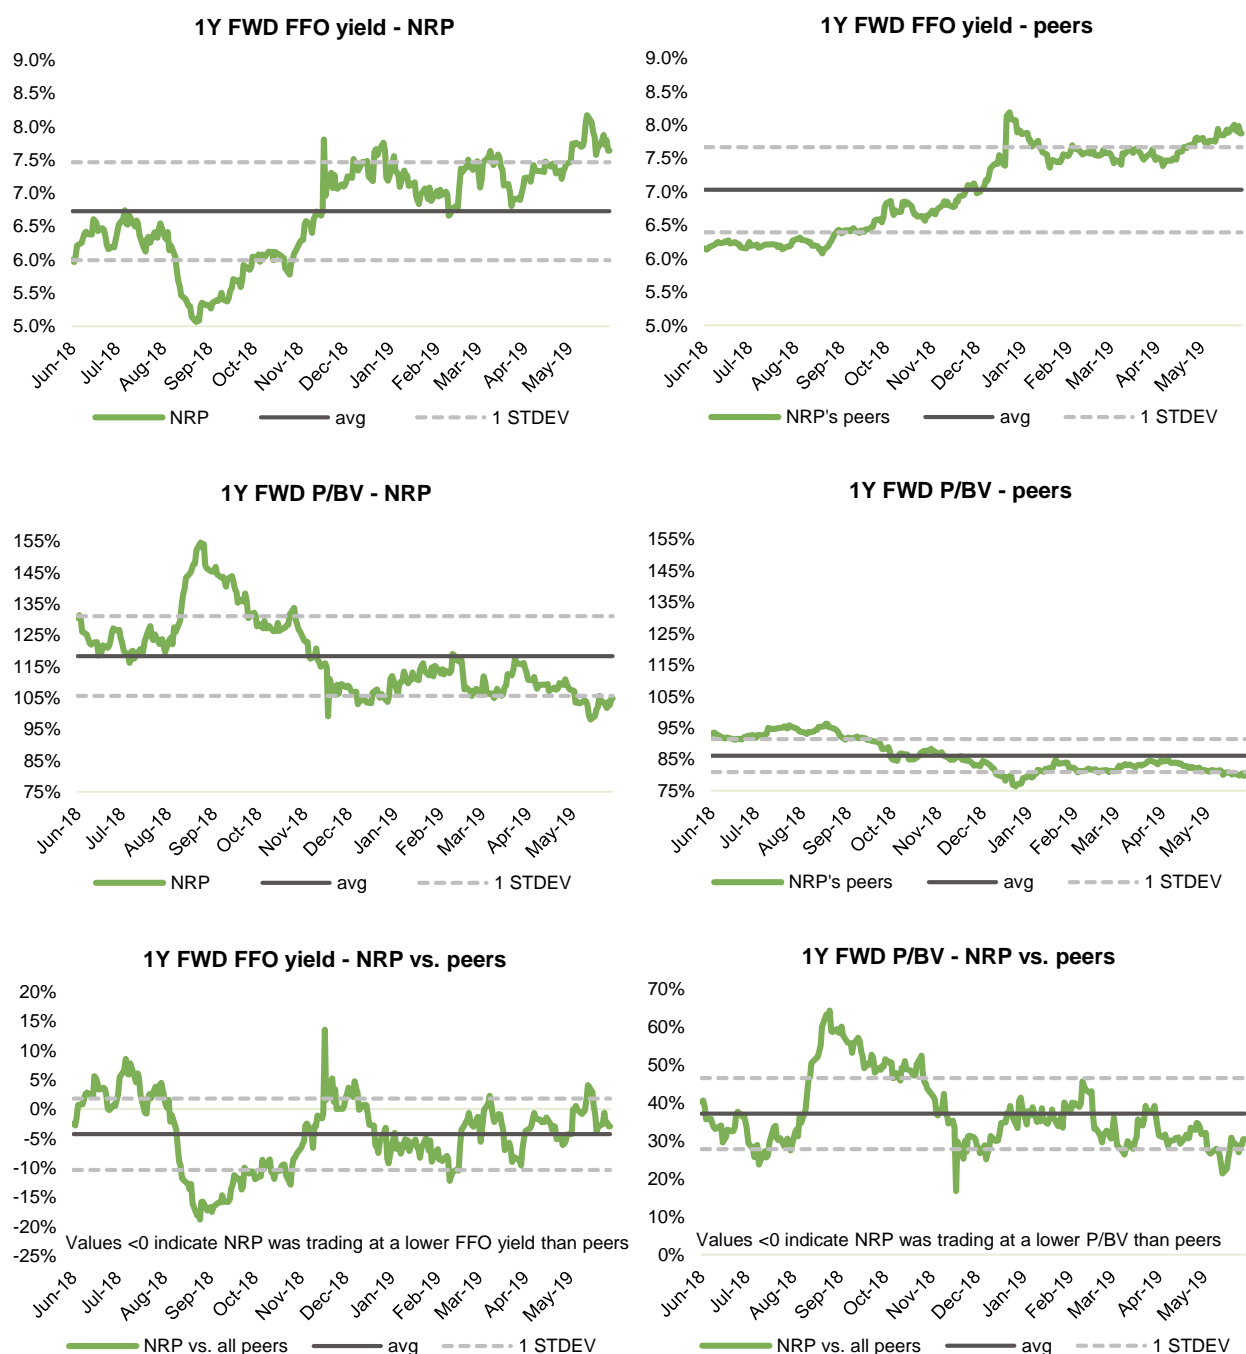 1Y FWD FFO yield - NRP
9.0%
8.5%
8.0%
7.5%
7.0%
6.5%
6.0%
5.5%
5.0%
Jun-18 Jul-18 Aug-18 Sep-18 Oct-18 Nov-18 Dec-18 Jan-19 Feb-19 Mar-19 Apr-19 May-19
NRP avg 1 STDEV
1Y FWD FFO yield - peers
9.0%
8.5%
8.0%
7.5%
7.0%
6.5%
6.0%
5.5%
5.0%
Jun-18 Jul-18 Aug-18 Sep-18 Oct-18 Nov-18 Dec-18 Jan-19 Feb-19 Mar-19 Apr-19 May-19
NRP's peers avg 1 STDEV
1Y FWD P/BV - NRP
155%
145%
135%
125%
115%
105%
95%
85%
75%
Jun-18 Jul-18 Aug-18 Sep-18 Oct-18 Nov-18 Dec-18 Jan-19 Feb-19 Mar-19 Apr-19 May-19
NRP avg 1 STDEV
1Y FWD P/BV - peers
155%
145%
135%
125%
115%
105%
95%
85%
75%
Jun-18 Jul-18 Aug-18 Sep-18 Oct-18 Nov-18 Dec-18 Jan-19 Feb-19 Mar-19 Apr-19 May-19
NRP's peers avg 1 STDEV
1Y FWD FFO yield - NRP vs. peers
20%
15%
10%
5%
0%
-5%
-10%
-15%
-20%
-25%
Values <0 indicate NRP was trading at a lower FFO yield than peers
Jun-18 Jul-18 Aug-18 Sep-18 Oct-18 Nov-18 Dec-18 Jan-19 Feb-19 Mar-19 Apr-19 May-19
NRP vs. all peers avg 1 STDEV
1Y FWD P/BV - NRP vs. peers
70%
60%
50%
40%
30%
20%
10%
0%
Values <0 indicate NRP was trading at a lower P/BV than peers
Jun-18 Jul-18 Aug-18 Sep-18 Oct-18 Nov-18 Dec-18 Jan-19 Feb-19 Mar-19 Apr-19 May-19
NRP vs. all peers avg 1 STDEV